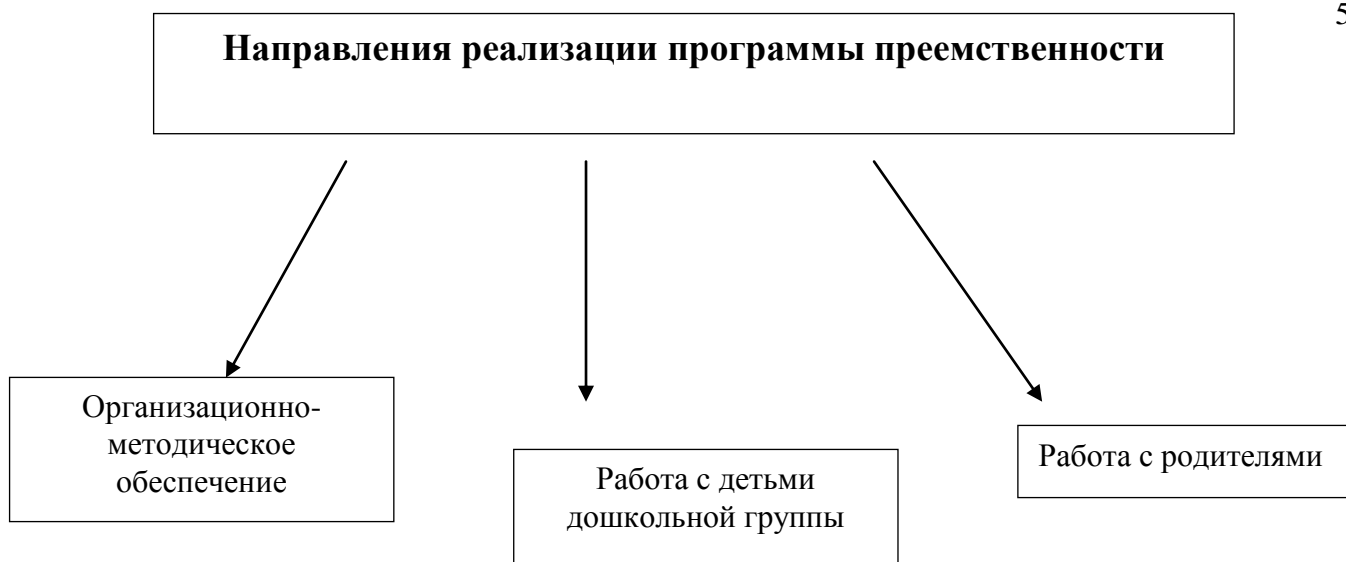 5
Направления реализации программы преемственности
Организационно-
методическое
обеспечение
Работа с детьми
дошкольной группы
Работа с родителями